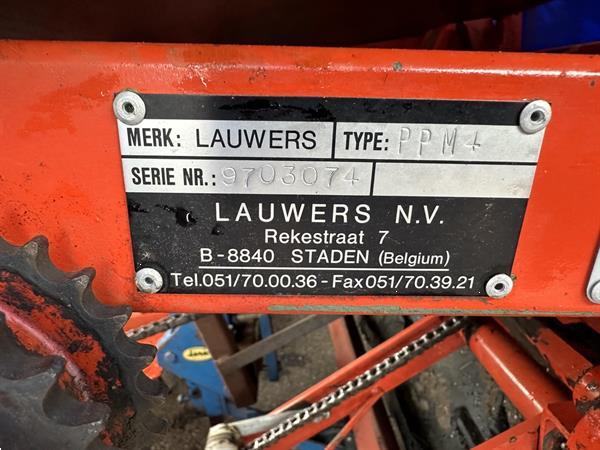 MERK: LAUWERS TYPE: PPM4
SERIE NR.: 9703074
LAUWERS N.V.
Rekestraat 7
B-8840 STADEN (Belgium)
Tel.051/70.00.36-Fax051/70.39.21